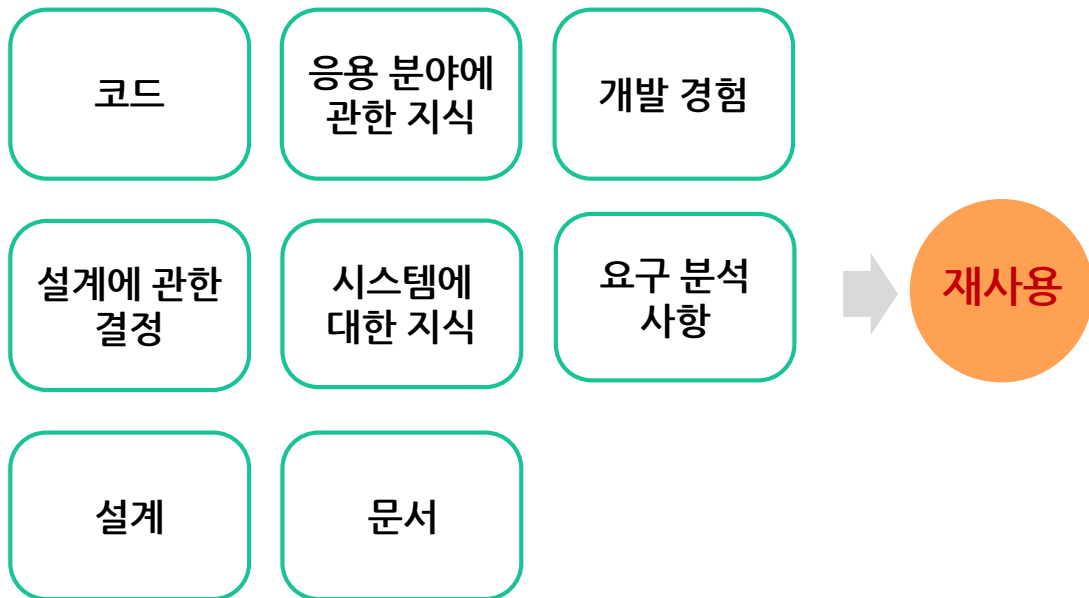 코드
응용 분야에
관한 지식
개발 경험
설계에 관한
결정
시스템에
대한 지식
요구 분석
사항
재사용
설계
문서